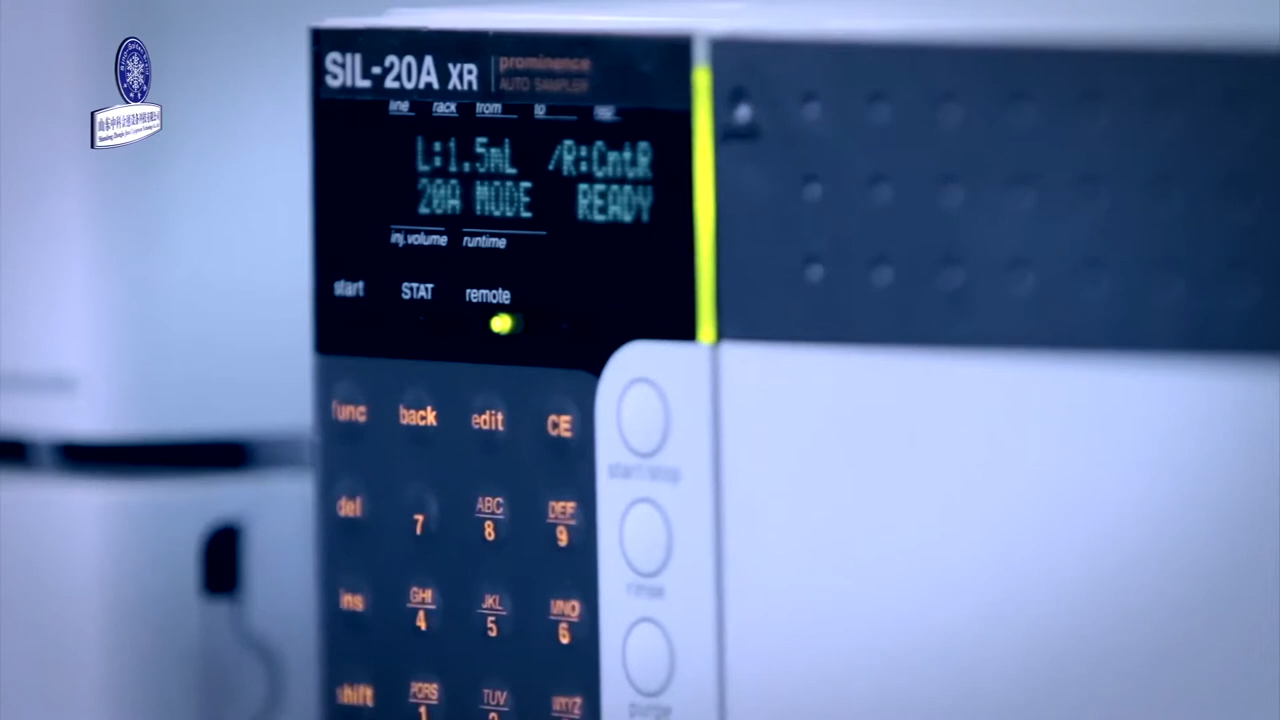 SIL-20A XR
prominence
AUTO SAMPLER
line rack from to rep.
L:1.5mL /R:CntR
20A MODE READY
inj.volume runtime
start STAT remote
func back edit CE
start/stop
del 7 ABC 8 DEF 9
rinse
ins GHI 4 JKL 5 MNO 6
purge
shift PQRS 1 TUV WXYZ